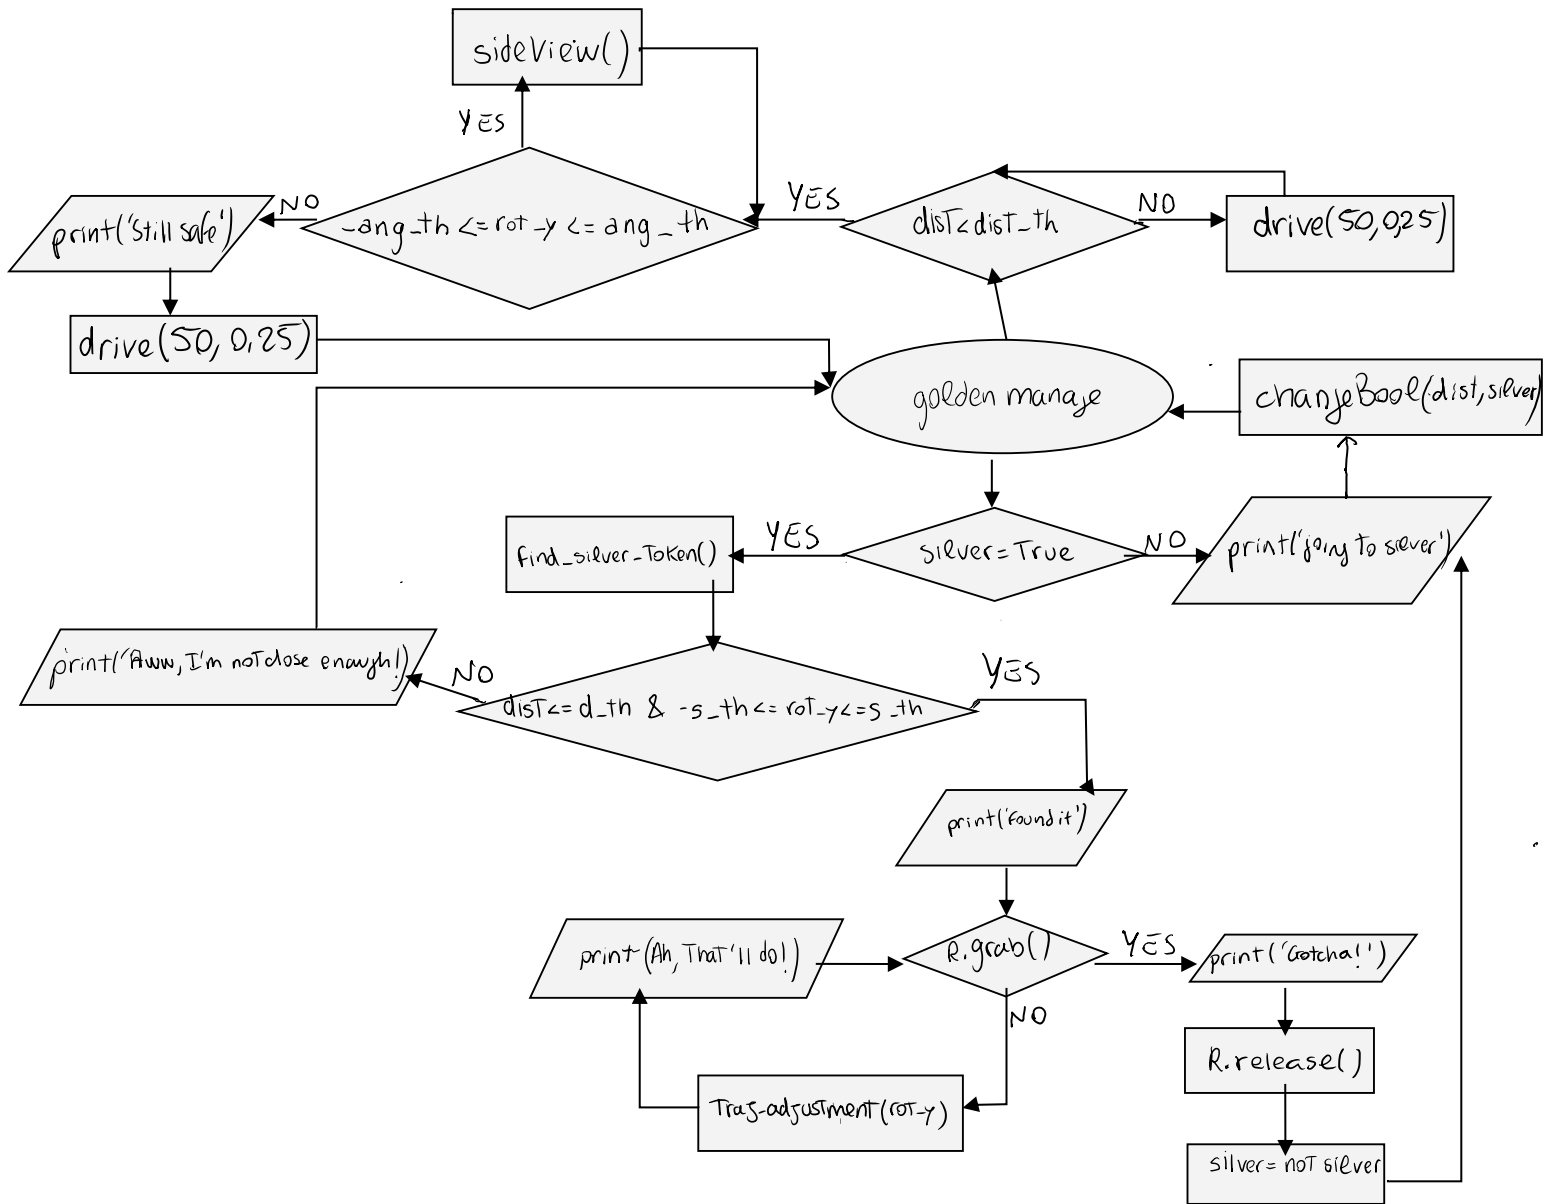 sideView()
YES
NO
print('Still safe')
-ang_th <= rot_y <= ang_th
YES
dist<dist_th
NO
drive(50,0,25)
drive(50, 0,25)
golden manage
changeBool(dist,silver)
find_silver_Token()
YES
silver=True
NO
print('going to silver')
print('Aww, I'm not close enough!)
NO
dist<= d_th & -s_th<= rot_y<=s_th
YES
print('Found it')
print(Ah, That'll do!)
R.grab()
YES
print('Gotcha!')
NO
R.release()
Traj-adjustment(rot-y)
silver= not silver